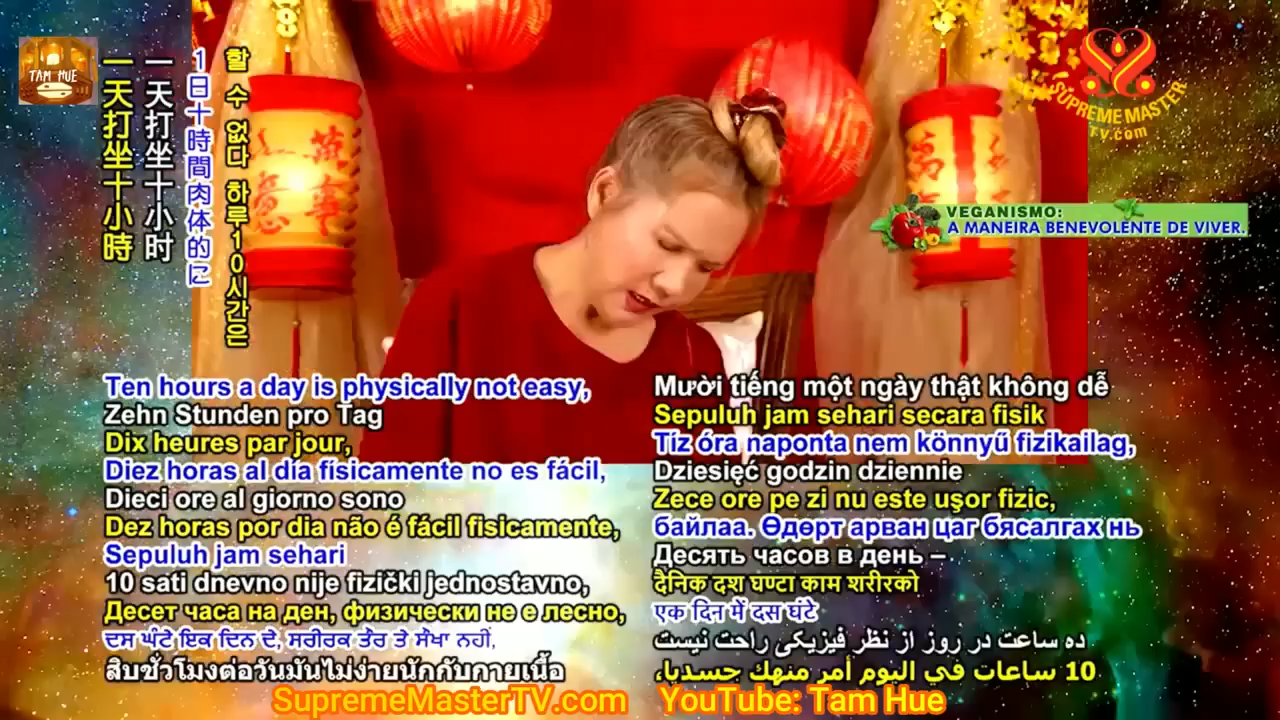 TAM HUE
一天打坐十小時
一天打坐十小时
1日十時間肉体的に
할 수 없다 하루10시간은
萬事
意
萬
SUPREME MASTER
TV.com
VEGANISMO:
A MANEIRA BENEVOLENTE DE VIVER.
Ten hours a day is physically not easy,
Zehn Stunden pro Tag
Dix heures par jour,
Diez horas al día físicamente no es fácil,
Dieci ore al giorno sono
Dez horas por dia não é fácil fisicamente,
Sepuluh jam sehari
10 sati dnevno nije fizički jednostavno,
Десет часа на ден, физически не е лесно,
ਦਸ ਘੰਟੇ ਇਕ ਦਿਨ ਦੇ, ਸਰੀਰਕ ਤੌਰ ਤੇ ਸੌਖਾ ਨਹੀਂ,
สิบชั่วโมงต่อวันมันไม่ง่ายนักกับกายเนื้อ
Mười tiếng một ngày thật không dễ
Sepuluh jam sehari secara fisik
Tíz óra naponta nem könnyű fizikailag,
Dziesięć godzin dziennie
Zece ore pe zi nu este uşor fizic,
байлаа. Өдөрт арван цаг бясалгах нь
Десять часов в день –
दैनिक दश घण्टा काम शरीरको
एक दिन में दस घंटे
ده ساعت در روز از نظر فیزیکی راحت نیست
10 ساعات في اليوم أمر منهك جسديا،
SupremeMasterTV.com YouTube: Tam Hue